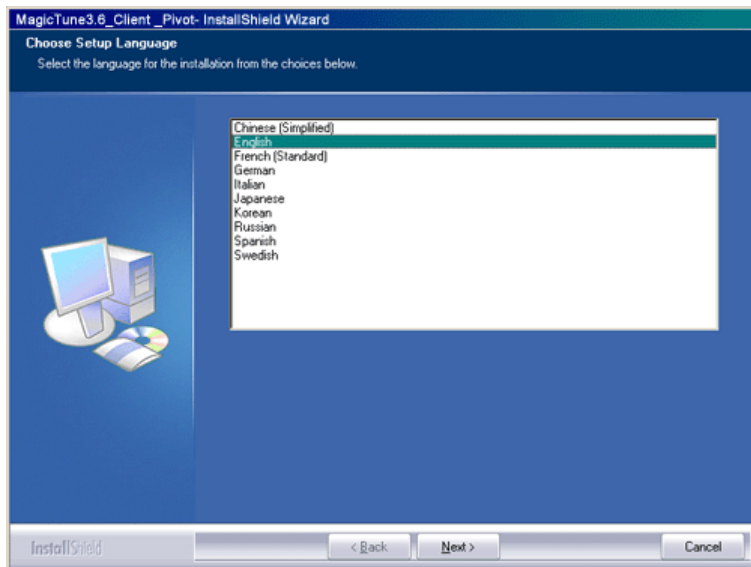 MagicTune3.6_Client _Pivot- InstallShield Wizard
Choose Setup Language
Select the language for the installation from the choices below.
Chinese (Simplified)
English
French (Standard)
German
Italian
Japanese
Korean
Russian
Spanish
Swedish
InstallShield
< Back
Next >
Cancel